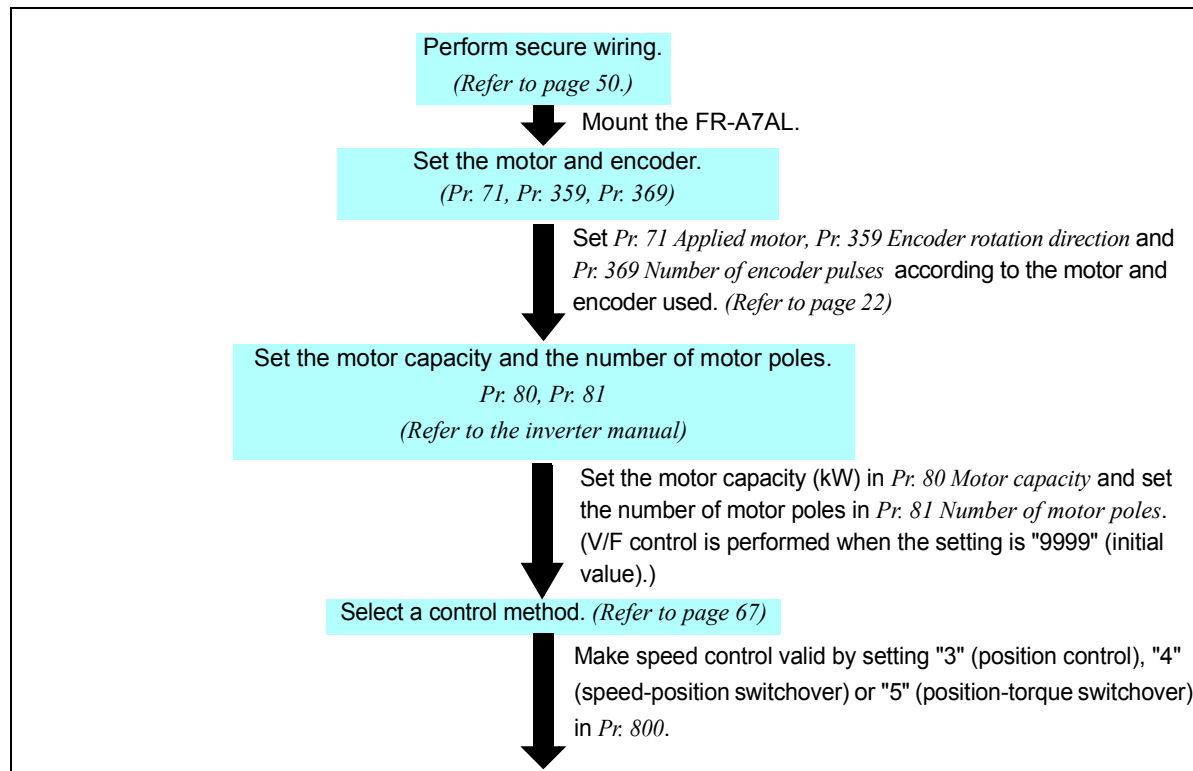 Perform secure wiring.
(Refer to page 50.)
Mount the FR-A7AL.
Set the motor and encoder.
(Pr. 71, Pr. 359, Pr. 369)
Set Pr. 71 Applied motor, Pr. 359 Encoder rotation direction and
Pr. 369 Number of encoder pulses according to the motor and
encoder used. (Refer to page 22)
Set the motor capacity and the number of motor poles.
Pr. 80, Pr. 81
(Refer to the inverter manual)
Set the motor capacity (kW) in Pr. 80 Motor capacity and set
the number of motor poles in Pr. 81 Number of motor poles.
(V/F control is performed when the setting is "9999" (initial
value).)
Select a control method. (Refer to page 67)
Make speed control valid by setting "3" (position control), "4"
(speed-position switchover) or "5" (position-torque switchover)
in Pr. 800.